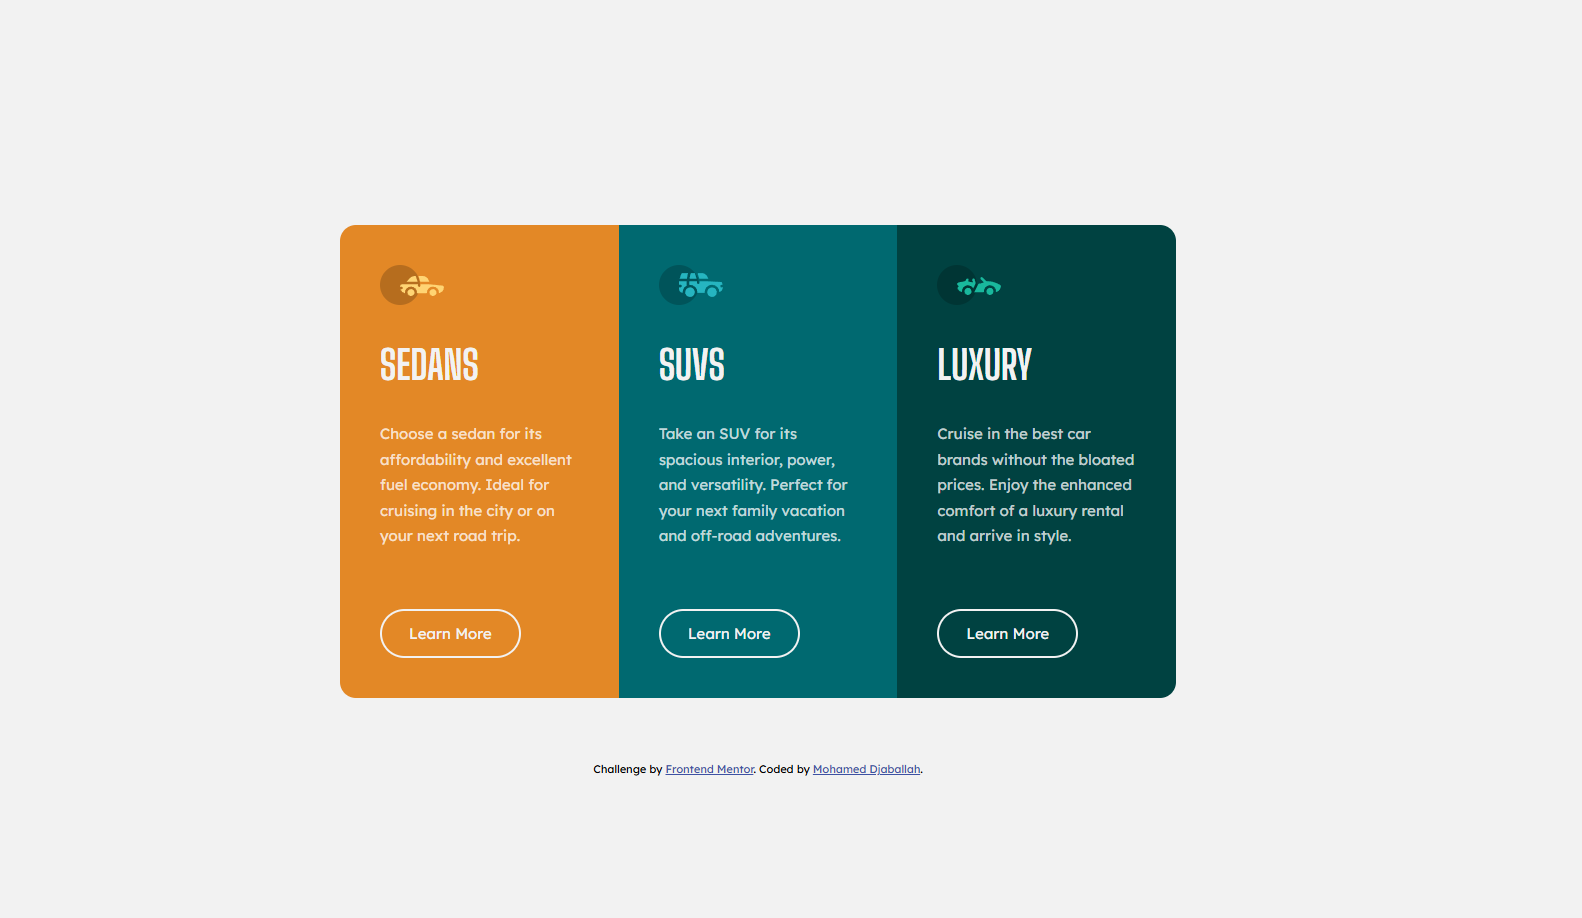 SEDANS
Choose a sedan for its
affordability and excellent
fuel economy. Ideal for
cruising in the city or on
your next road trip.
Learn More
SUVS
Take an SUV for its
spacious interior, power,
and versatility. Perfect for
your next family vacation
and off-road adventures.
Learn More
LUXURY
Cruise in the best car
brands without the bloated
prices. Enjoy the enhanced
comfort of a luxury rental
and arrive in style.
Learn More
Challenge by Frontend Mentor. Coded by Mohamed Djaballah.